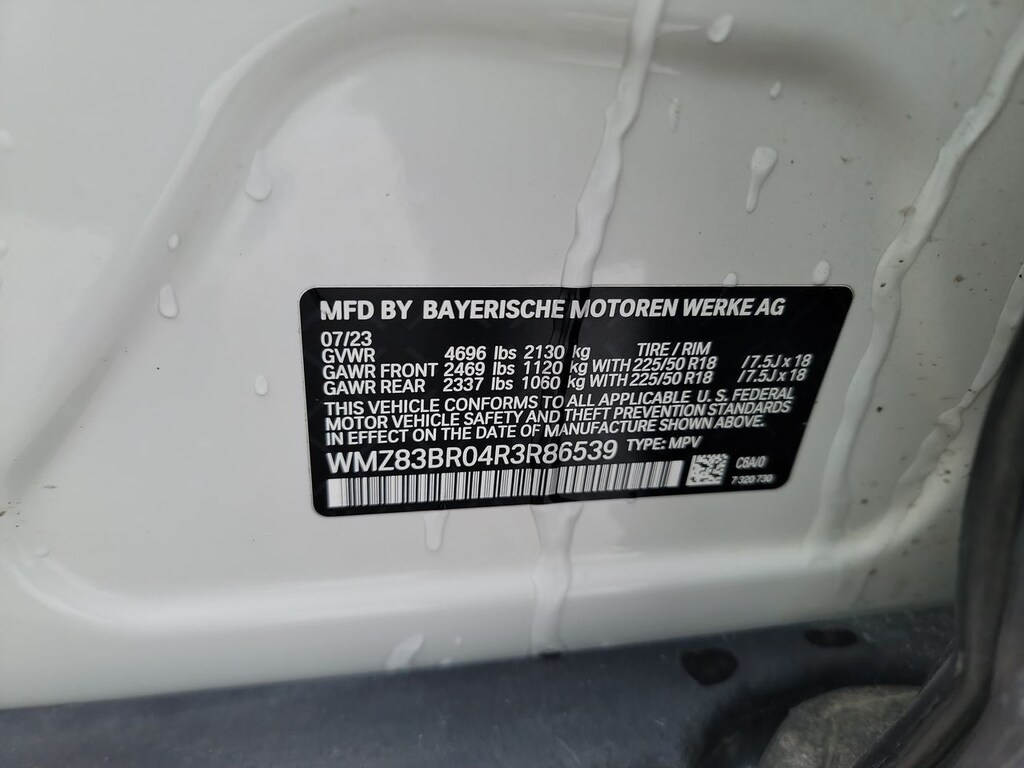 MFD BY BAYERISCHE MOTOREN WERKE AG
07/23
GVWR 4696 lbs 2130 kg TIRE / RIM
GAWR FRONT 2469 lbs 1120 kg WITH 225/50 R18 /7.5J x 18
GAWR REAR 2337 lbs 1060 kg WITH 225/50 R18 /7.5J x 18
THIS VEHICLE CONFORMS TO ALL APPLICABLE U. S. FEDERAL
MOTOR VEHICLE SAFETY AND THEFT PREVENTION STANDARDS
IN EFFECT ON THE DATE OF MANUFACTURE SHOWN ABOVE.
WMZ83BR04R3R86539 TYPE: MPV
C6A/0
7 320 730